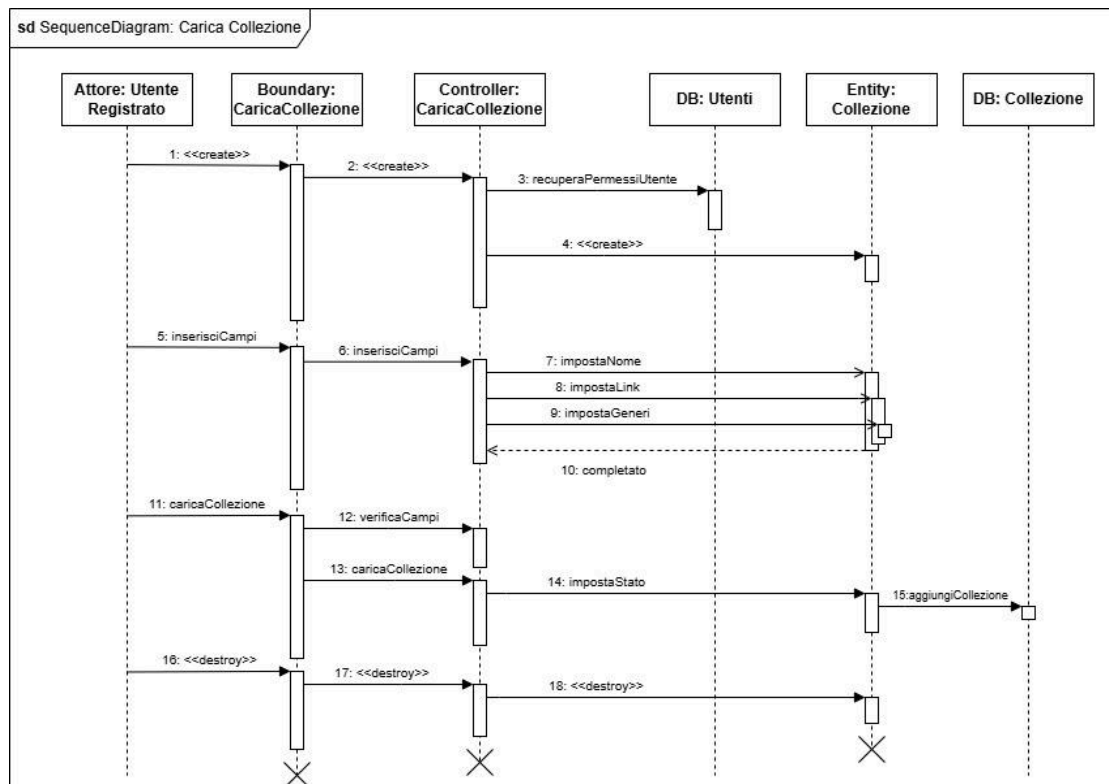 sd SequenceDiagram: Carica Collezione
Attore: Utente
Registrato
Boundary:
CaricaCollezione
Controller:
CaricaCollezione
DB: Utenti
Entity:
Collezione
DB: Collezione
1: <<create>>
2: <<create>>
3: recuperaPermessiUtente
4: <<create>>
5: inserisciCampi
6: inserisciCampi
7: impostaNome
8: impostaLink
9: impostaGeneri
10: completato
11: caricaCollezione
12: verificaCampi
13: caricaCollezione
14: impostaStato
15:aggiungiCollezione
16: <<destroy>>
17: <<destroy>>
18: <<destroy>>